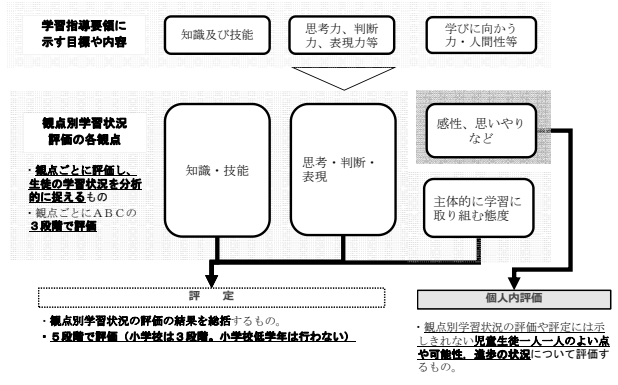 学習指導要領に
示す目標や内容
知識及び技能
思考力、判断
力、表現力等
学びに向かう
力・人間性等
観点別学習状況
評価の各観点
・観点ごとに評価し、
生徒の学習状況を分析
的に捉えるもの
・観点ごとにＡＢＣの
３段階で評価
知識・技能
思考・判断・
表現
感性、思いやり
など
主体的に学習に
取り組む態度
評　定
・観点別学習状況の評価の結果を総括するもの。
・５段階で評価（小学校は３段階。小学校低学年は行わない）
個人内評価
・観点別学習状況の評価や評定には示
しきれない児童生徒一人一人のよい点
や可能性，進歩の状況について評価す
るもの。